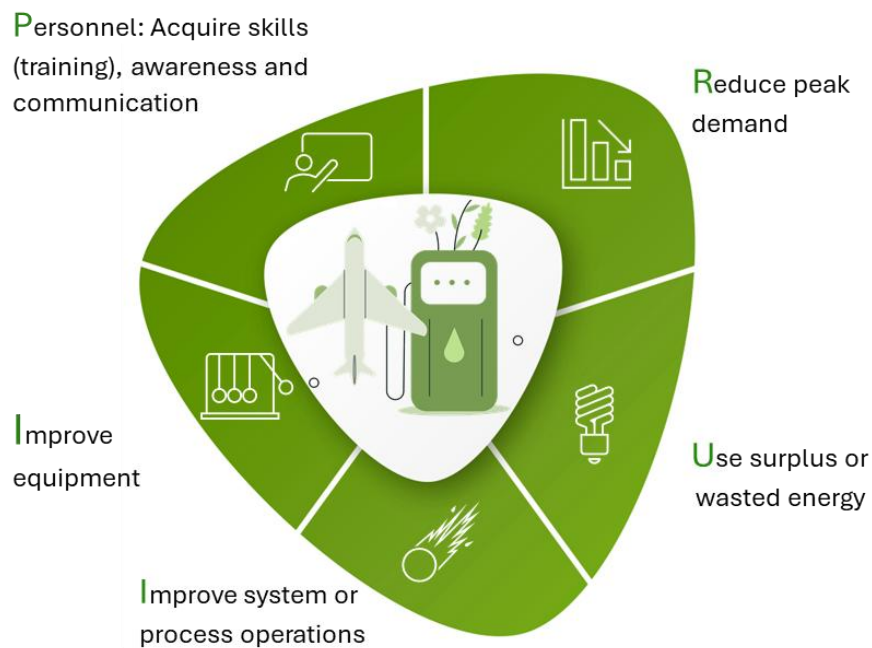 Personnel: Acquire skills
(training), awareness and
communication
Reduce peak
demand
Use surplus or
wasted energy
Improve system or
process operations
Improve
equipment